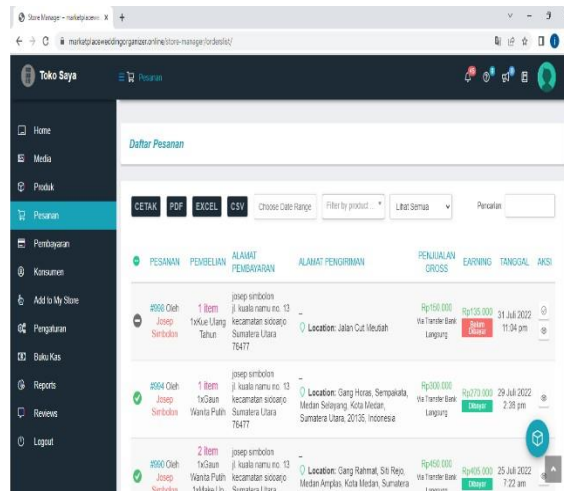 Store Manager - marketplacewe
marketplaceweddingorganizer.online/store-manager/orderslist/
Toko Saya
Pesanan
Home
Media
Produk
Pesanan
Pembayaran
Konsumen
Add to My Store
Pengaturan
Buku Kas
Reports
Reviews
Logout
Daftar Pesanan
CETAK PDF EXCEL CSV Choose Date Range Filter by product ... Lihat Semua Pencarian:
PESANAN PEMBELIAN ALAMAT PEMBAYARAN ALAMAT PENGIRIMAN PENJUALAN GROSS EARNING TANGGAL AKSI
#998 Oleh Josep Simbolon
1 item
1xKue Ulang Tahun
josep simbolon
jl. kuala namu no. 13
kecamatan sidoarjo
Sumatera Utara
76477
–
Location: Jalan Cut Meutiah
Rp150.000
Via Transfer Bank Langsung
Rp135.000
Belum Dibayar
31 Juli 2022
11:04 pm
#994 Oleh Josep Simbolon
1 item
1xGaun Wanita Putih
josep simbolon
jl. kuala namu no. 13
kecamatan sidoarjo
Sumatera Utara
76477
–
Location: Gang Horas, Sempakata,
Medan Selayang, Kota Medan,
Sumatera Utara, 20135, Indonesia
Rp300.000
Via Transfer Bank Langsung
Rp270.000
Dibayar
29 Juli 2022
2:36 pm
#990 Oleh Josep Simbolon
2 item
1xGaun Wanita Putih
1xMake Up
josep simbolon
jl. kuala namu no. 13
kecamatan sidoarjo
Sumatera Utara
–
Location: Gang Rahmat, Siti Rejo,
Medan Amplas, Kota Medan, Sumatera
Rp450.000
Via Transfer Bank
Langsung
Rp405.000
Dibayar
25 Juli 2022
7:22 am